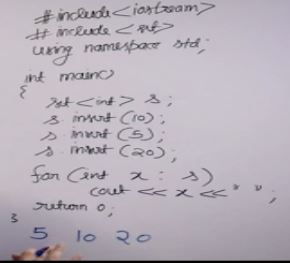 #include<iostream>
# include <set>
using namespace std;
int main()
{
set <int> s;
s. insert (10);
s. insert (5);
s. insert (20);
for (int x : s)
cout << x << " ";
return 0;
}
5 10 20